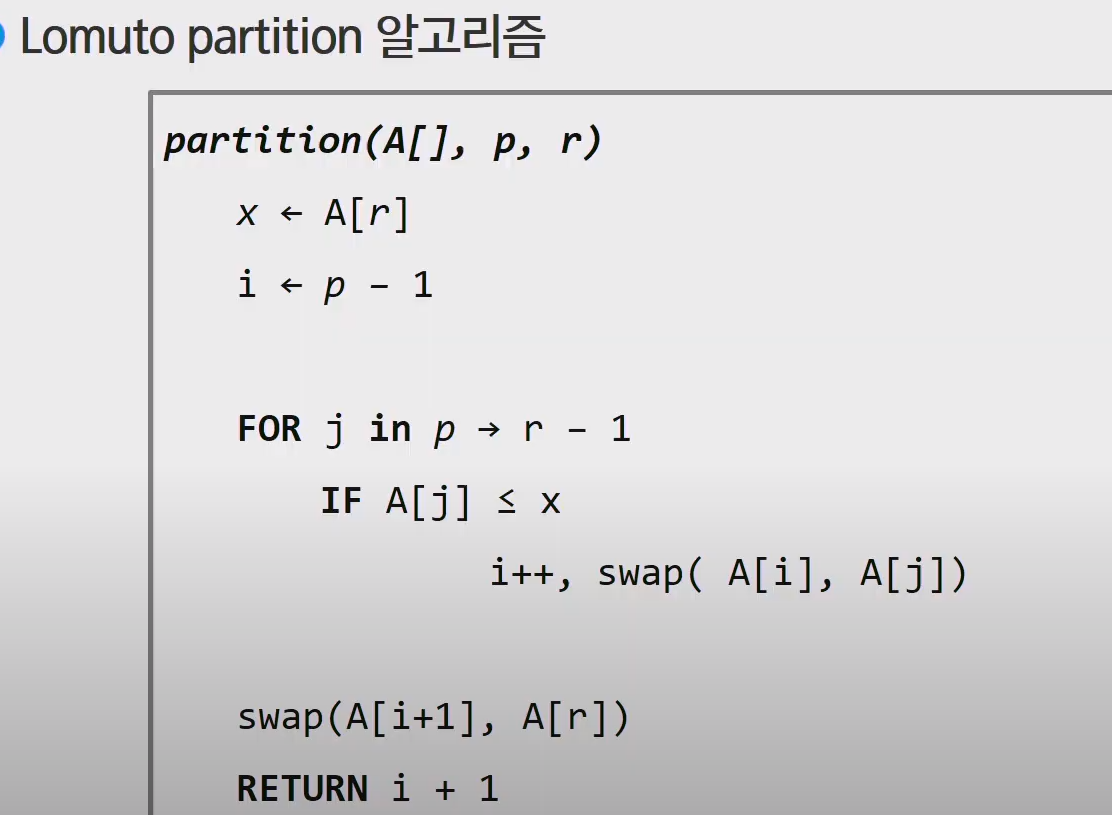 Lomuto partition 알고리즘
partition(A[], p, r)
x ← A[r]
i ← p – 1
FOR j in p → r – 1
IF A[j] ≤ x
i++, swap( A[i], A[j])
swap(A[i+1], A[r])
RETURN i + 1